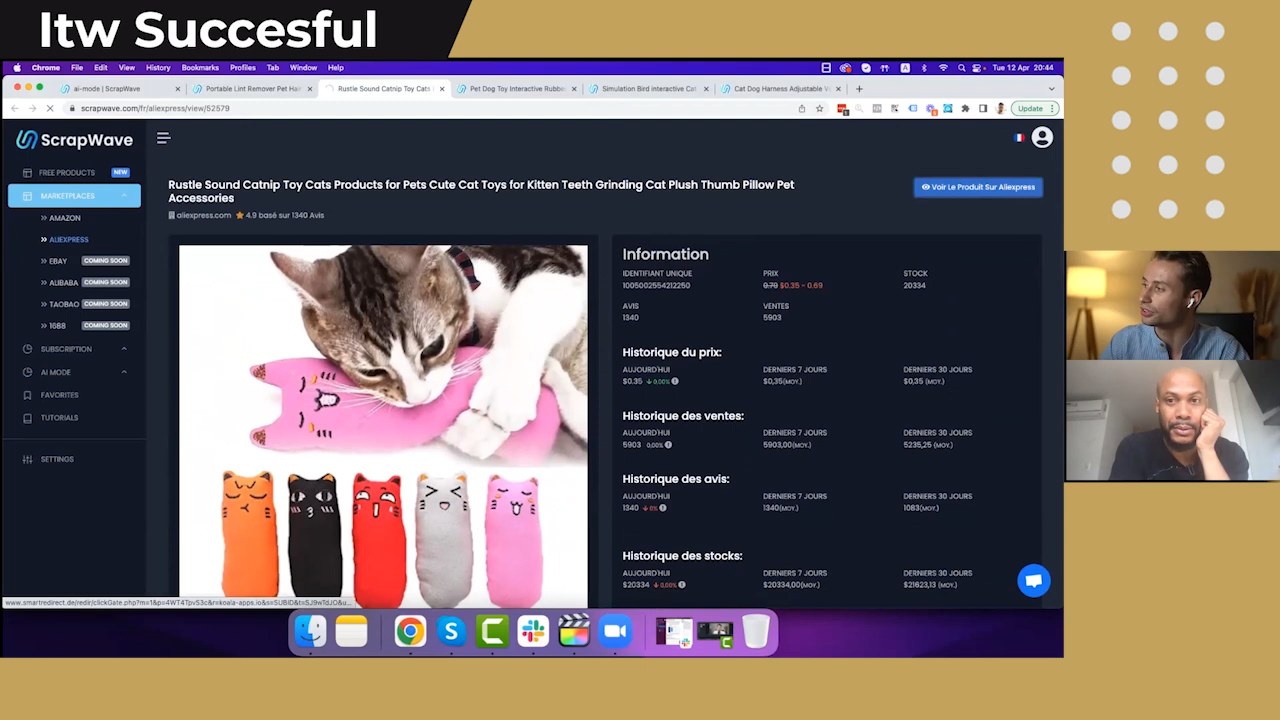 Itw Succesful
Chrome File Edit View History Bookmarks Profiles Tab Window Help
Tue 12 Apr 20:44
ai-mode | ScrapWave
Portable Lint Remover Pet Hair
Rustle Sound Catnip Toy Cats
Pet Dog Toy Interactive Rubber
Simulation Bird interactive Cat
Cat Dog Harness Adjustable
scrapwave.com/fr/aliexpress/view/52579
Update
ScrapWave
FREE PRODUCTS NEW
MARKETPLACES
AMAZON
ALIEXPRESS
EBAY COMING SOON
ALIBABA COMING SOON
TAOBAO COMING SOON
1688 COMING SOON
SUBSCRIPTION
AI MODE
FAVORITES
TUTORIALS
SETTINGS
Rustle Sound Catnip Toy Cats Products for Pets Cute Cat Toys for Kitten Teeth Grinding Cat Plush Thumb Pillow Pet
Accessories
aliexpress.com 4.9 basé sur 1340 Avis
Voir Le Produit Sur Aliexpress
Information
IDENTIFIANT UNIQUE PRIX STOCK
1005002554212250 0.70 $0.35 - 0.69 20334
AVIS VENTES
1340 5903
Historique du prix:
AUJOURD'HUI DERNIERS 7 JOURS DERNIERS 30 JOURS
$0.35 0,00% $0,35 (MOY.) $0,35 (MOY.)
Historique des ventes:
AUJOURD'HUI DERNIERS 7 JOURS DERNIERS 30 JOURS
5903 0,00% 5903,00(MOY.) 5235,25 (MOY.)
Historique des avis:
AUJOURD'HUI DERNIERS 7 JOURS DERNIERS 30 JOURS
1340 0% 1340(MOY.) 1083(MOY.)
Historique des stocks:
AUJOURD'HUI DERNIERS 7 JOURS DERNIERS 30 JOURS
$20334 0,00% $20334,00(MOY.) $21623,13 (MOY.)